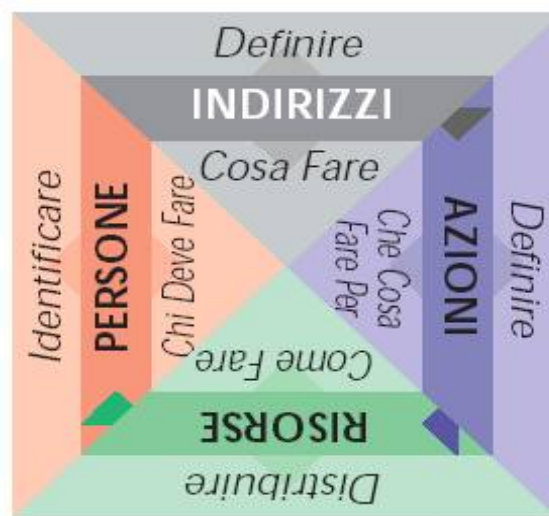 Definire
INDIRIZZI
Cosa Fare
Identificare
PERSONE
Chi Deve Fare
Che Cosa
Fare Per
AZIONI
Definire
Come Fare
RISORSE
Distribuire